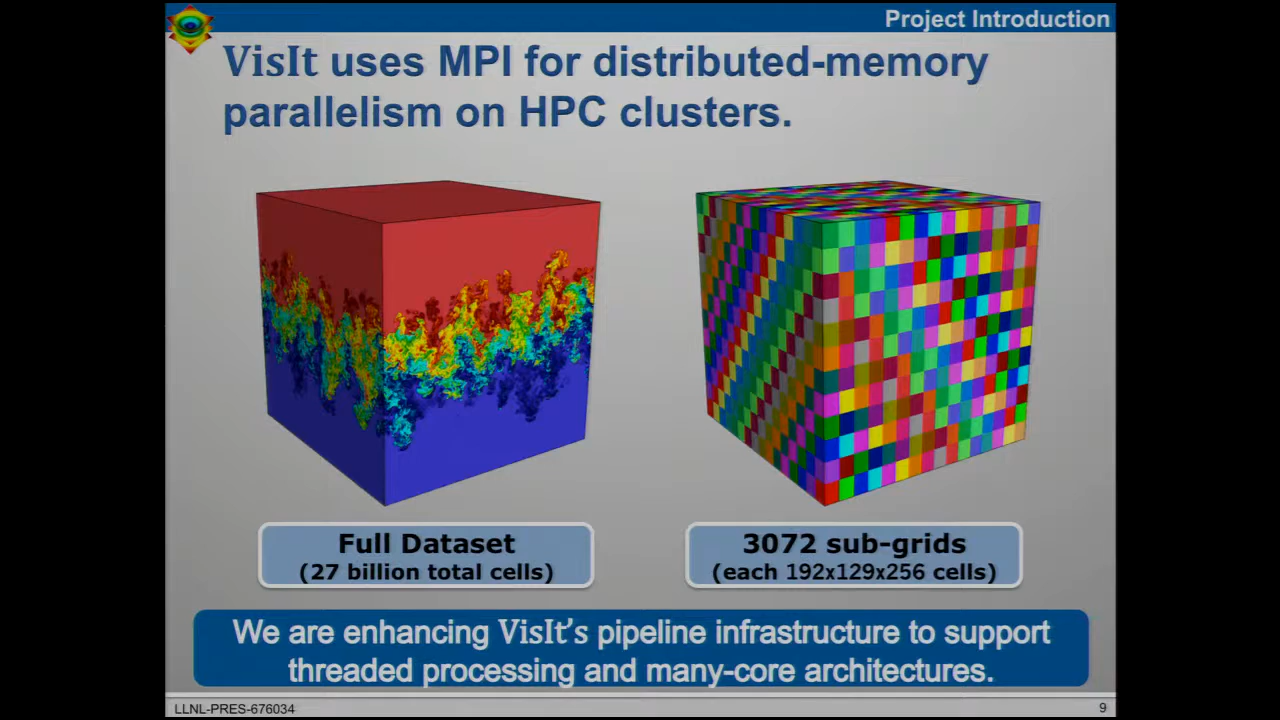 Project Introduction
VisIt uses MPI for distributed-memory
parallelism on HPC clusters.
Full Dataset
(27 billion total cells)
3072 sub-grids
(each 192x129x256 cells)
We are enhancing VisIt's pipeline infrastructure to support
threaded processing and many-core architectures.
LLNL-PRES-676034
9